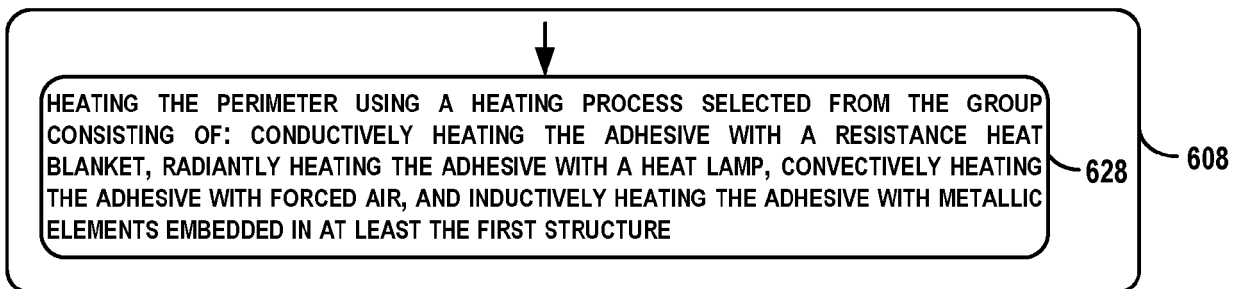 HEATING THE PERIMETER USING A HEATING PROCESS SELECTED FROM THE GROUP
CONSISTING OF: CONDUCTIVELY HEATING THE ADHESIVE WITH A RESISTANCE HEAT
BLANKET, RADIANTLY HEATING THE ADHESIVE WITH A HEAT LAMP, CONVECTIVELY HEATING
THE ADHESIVE WITH FORCED AIR, AND INDUCTIVELY HEATING THE ADHESIVE WITH METALLIC
ELEMENTS EMBEDDED IN AT LEAST THE FIRST STRUCTURE
628
608